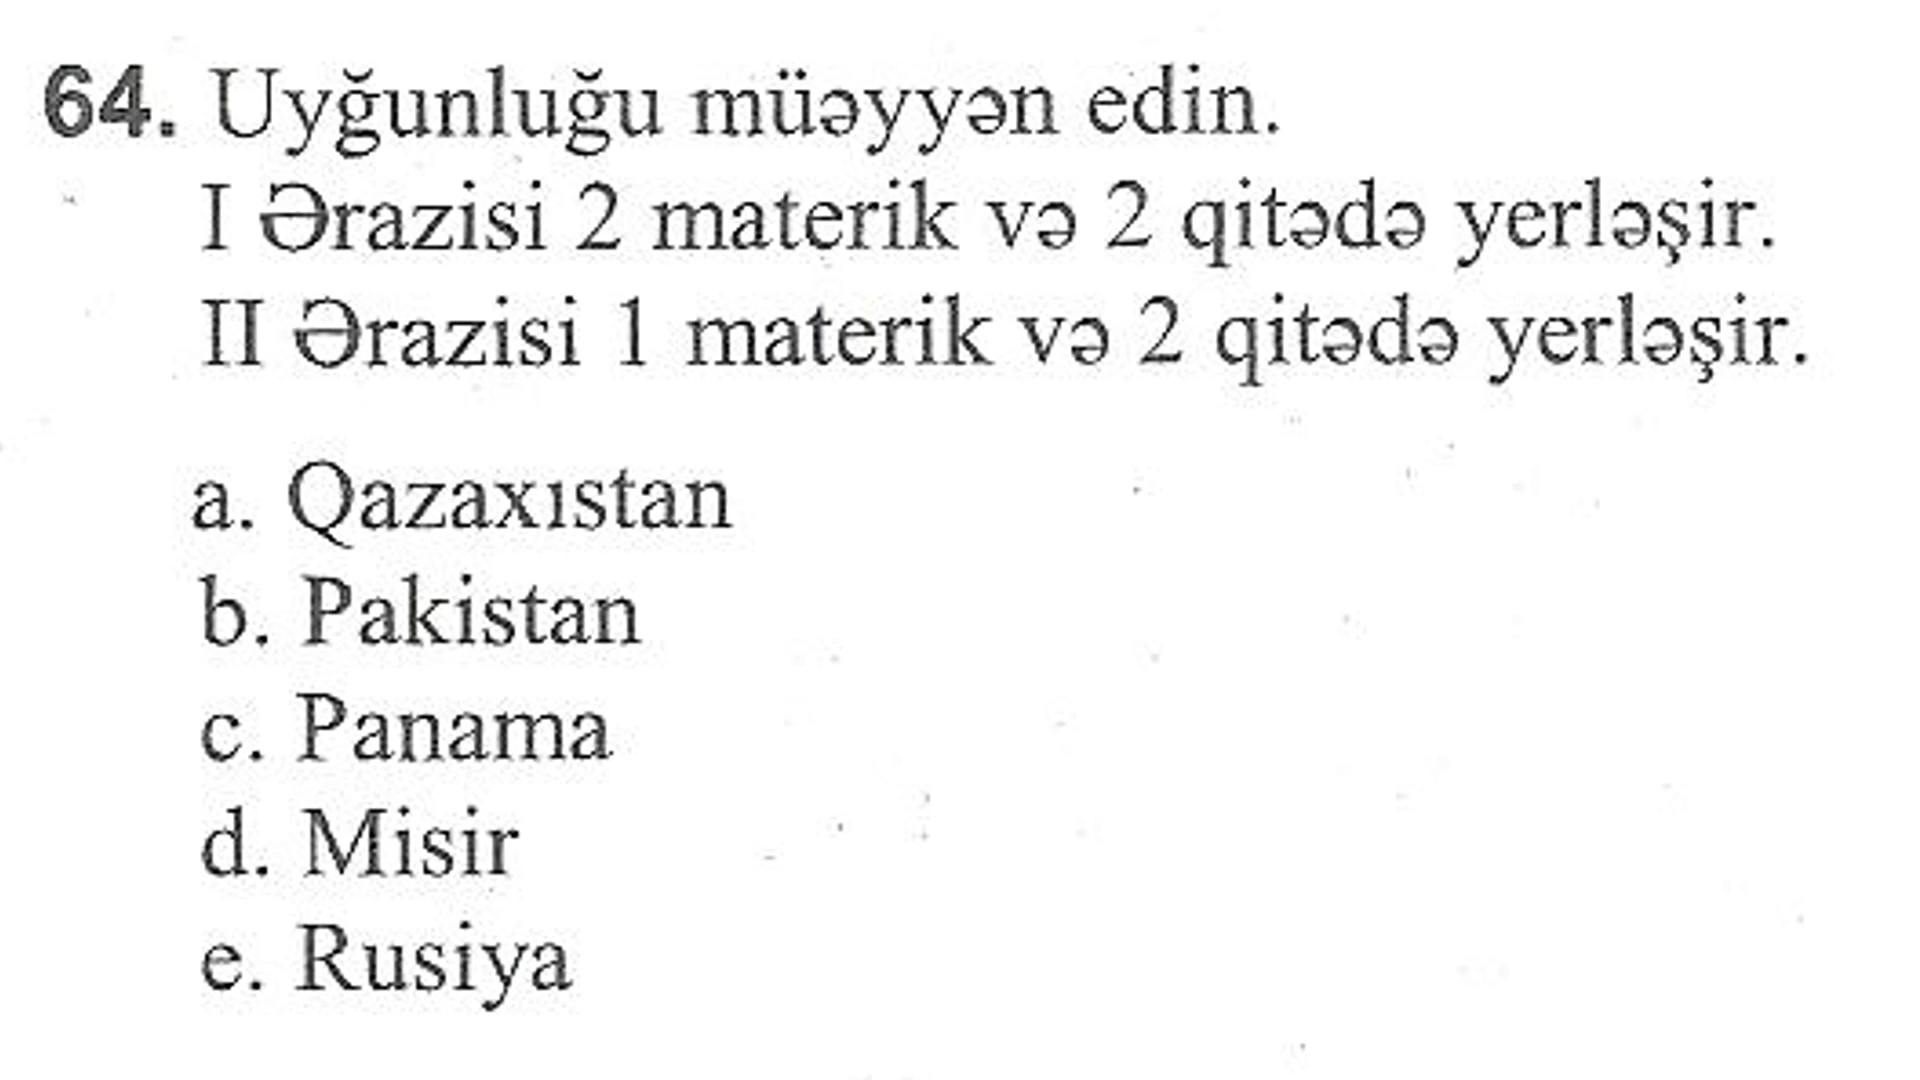 64. Uyğunluğu müəyyən edin.
I Ərazisi 2 materik və 2 qitədə yerləşir.
II Ərazisi 1 materik və 2 qitədə yerləşir.
a. Qazaxıstan
b. Pakistan
c. Panama
d. Misir
e. Rusiya